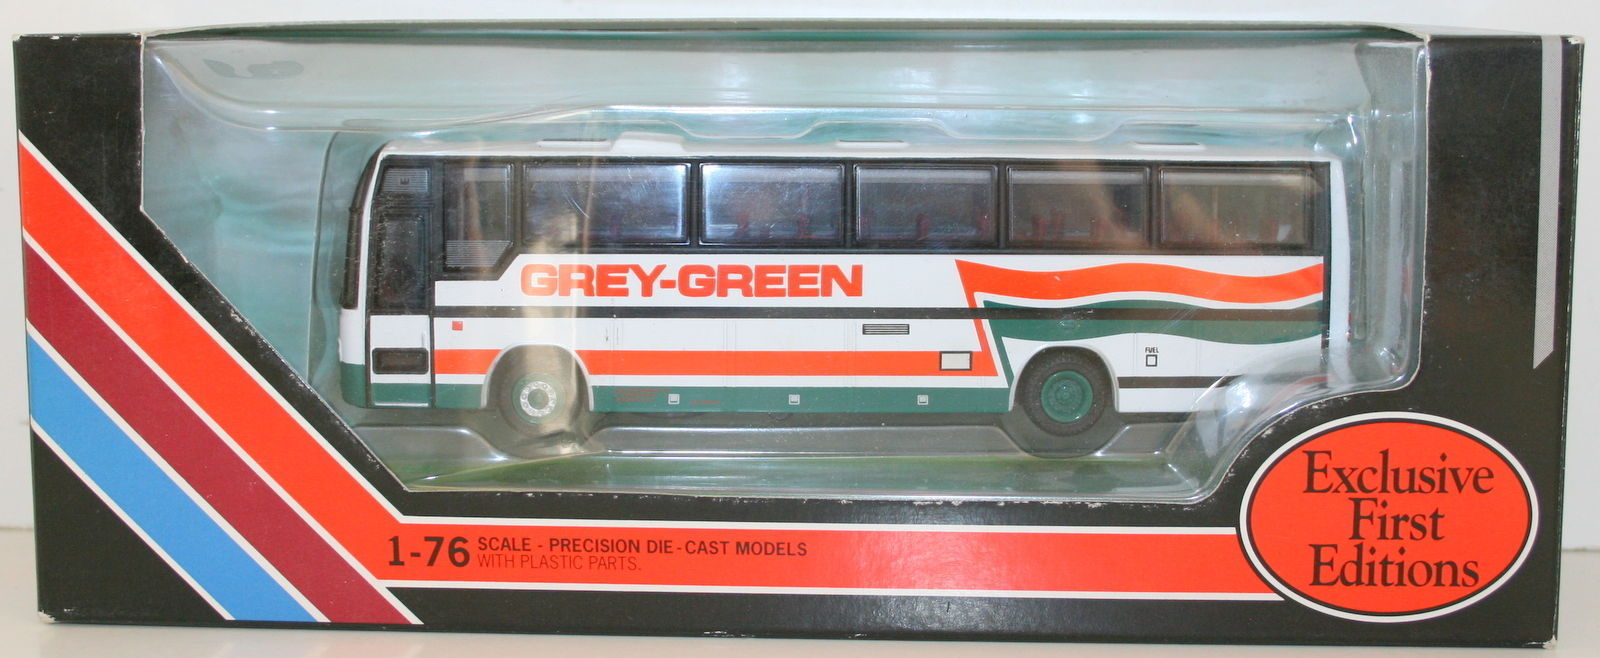 GREY-GREEN
FUEL
1-76 SCALE - PRECISION DIE-CAST MODELS
WITH PLASTIC PARTS.
Exclusive
First
Editions